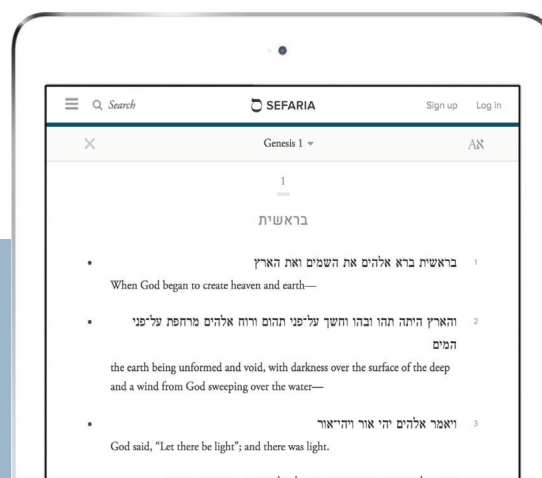 Search
SEFARIA
Sign up Log in
Genesis 1
Aא
1
בראשית
בראשית ברא אלהים את השמים ואת הארץ 1
When God began to create heaven and earth—
והארץ היתה תהו ובהו וחשך על־פני תהום ורוח אלהים מרחפת על־פני 2
המים
the earth being unformed and void, with darkness over the surface of the deep
and a wind from God sweeping over the water—
ויאמר אלהים יהי אור ויהי־אור 3
God said, “Let there be light”; and there was light.